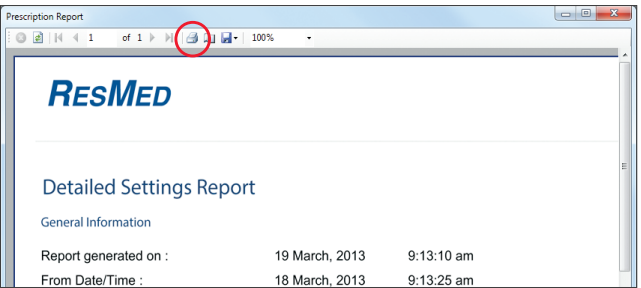 Prescription Report
1 of 1 100%
RESMED
Detailed Settings Report
General Information
Report generated on : 19 March, 2013 9:13:10 am
From Date/Time : 18 March, 2013 9:13:25 am